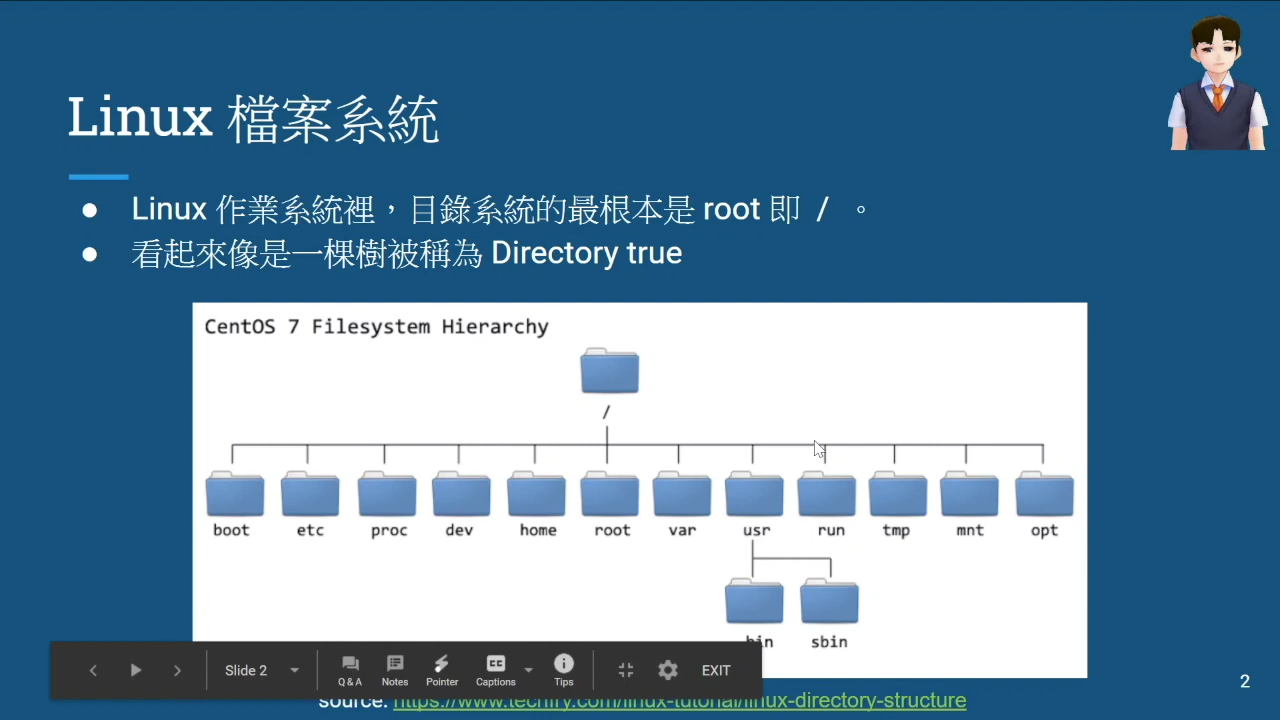 Linux 檔案系統
● Linux 作業系統裡，目錄系統的最根本是 root 即 / 。
● 看起來像是一棵樹被稱為 Directory true
CentOS 7 Filesystem Hierarchy
/
boot etc proc dev home root var usr run tmp mnt opt
bin sbin
Slide 2 Q & A Notes Pointer CC Captions Tips EXIT
2
source: https://www.techtry.com/linux-tutorial/linux-directory-structure